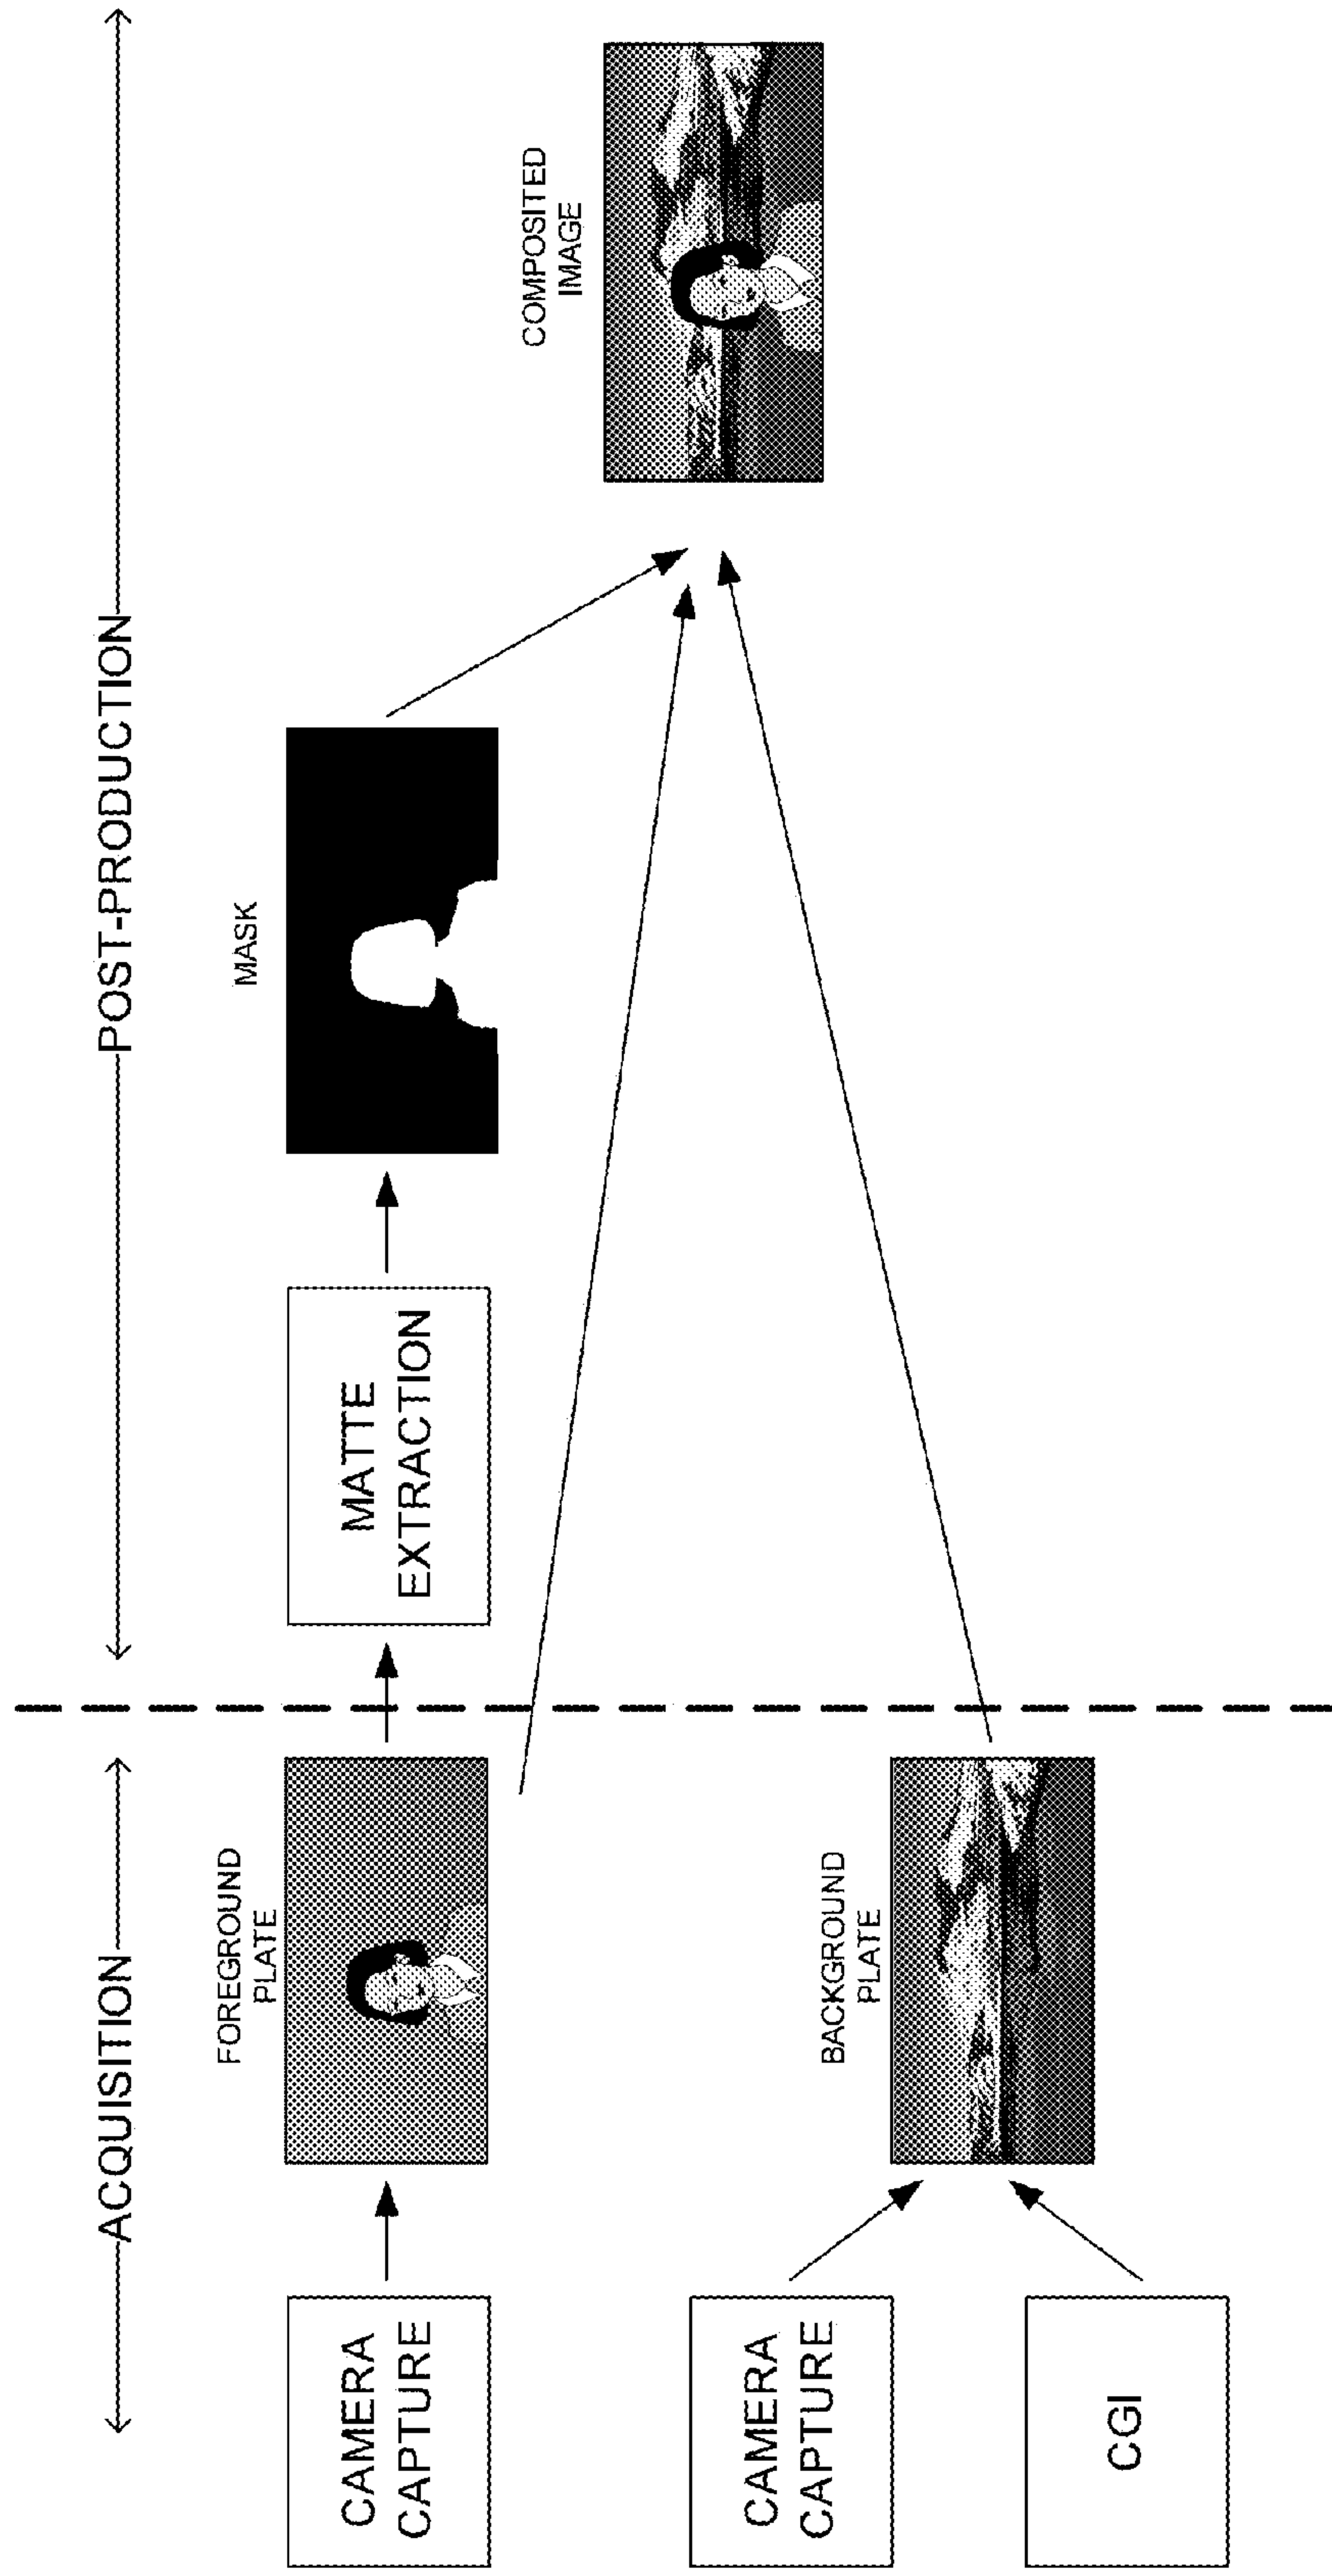 ACQUISITION
POST-PRODUCTION
CAMERA
CAPTURE
FOREGROUND
PLATE
MATTE
EXTRACTION
MASK
COMPOSITED
IMAGE
CAMERA
CAPTURE
CGI
BACKGROUND
PLATE